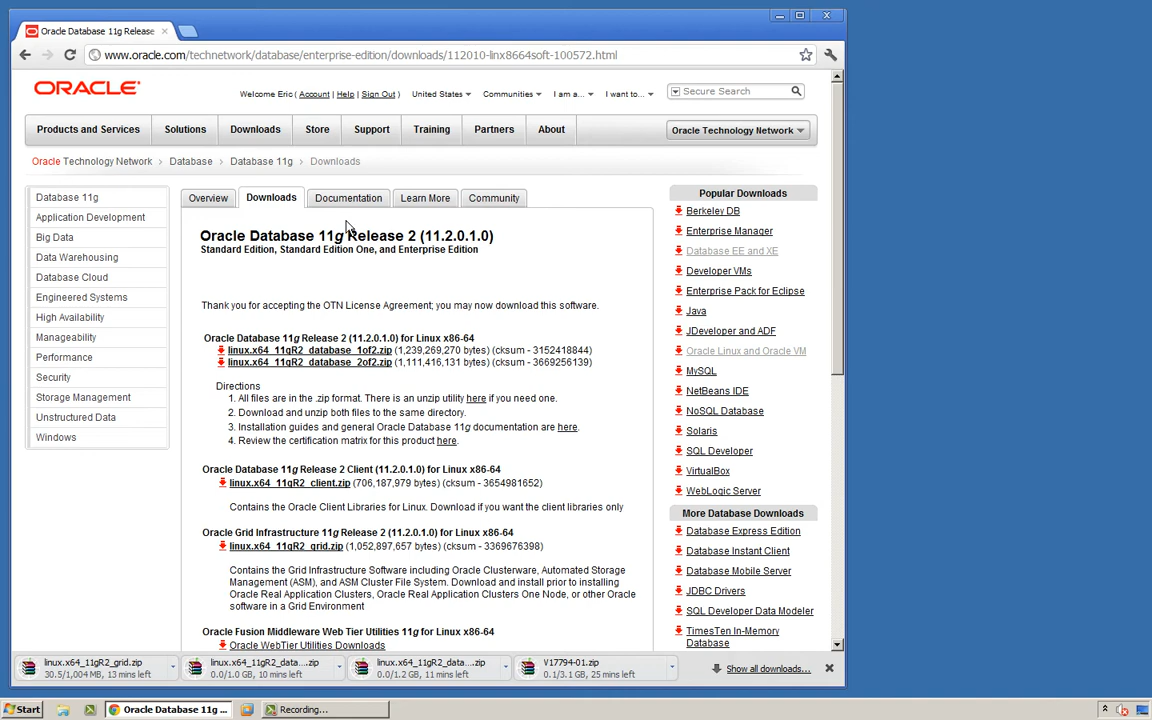 Oracle Database 11g Release
www.oracle.com/technetwork/database/enterprise-edition/downloads/112010-linx8664soft-100572.html
ORACLE
Welcome Eric ( Account | Help | Sign Out ) United States Communities I am a... I want to... Secure Search
Products and Services Solutions Downloads Store Support Training Partners About Oracle Technology Network
Oracle Technology Network > Database > Database 11g > Downloads
Database 11g
Application Development
Big Data
Data Warehousing
Database Cloud
Engineered Systems
High Availability
Manageability
Performance
Security
Storage Management
Unstructured Data
Windows
Overview Downloads Documentation Learn More Community
Oracle Database 11g Release 2 (11.2.0.1.0)
Standard Edition, Standard Edition One, and Enterprise Edition
Thank you for accepting the OTN License Agreement; you may now download this software.
Oracle Database 11g Release 2 (11.2.0.1.0) for Linux x86-64
linux.x64_11gR2_database_1of2.zip (1,239,269,270 bytes) (cksum - 3152418844)
linux.x64_11gR2_database_2of2.zip (1,111,416,131 bytes) (cksum - 3669256139)
Directions
1. All files are in the .zip format. There is an unzip utility here if you need one.
2. Download and unzip both files to the same directory.
3. Installation guides and general Oracle Database 11g documentation are here.
4. Review the certification matrix for this product here.
Oracle Database 11g Release 2 Client (11.2.0.1.0) for Linux x86-64
linux.x64_11gR2_client.zip (706,187,979 bytes) (cksum - 3654981652)
Contains the Oracle Client Libraries for Linux. Download if you want the client libraries only
Oracle Grid Infrastructure 11g Release 2 (11.2.0.1.0) for Linux x86-64
linux.x64_11gR2_grid.zip (1,052,897,657 bytes) (cksum - 3369676398)
Contains the Grid Infrastructure Software including Oracle Clusterware, Automated Storage
Management (ASM), and ASM Cluster File System. Download and install prior to installing
Oracle Real Application Clusters, Oracle Real Application Clusters One Node, or other Oracle
software in a Grid Environment
Oracle Fusion Middleware Web Tier Utilities 11g for Linux x86-64
Oracle WebTier Utilities Downloads
Popular Downloads
Berkeley DB
Enterprise Manager
Database EE and XE
Developer VMs
Enterprise Pack for Eclipse
Java
JDeveloper and ADF
Oracle Linux and Oracle VM
MySQL
NetBeans IDE
NoSQL Database
Solaris
SQL Developer
VirtualBox
WebLogic Server
More Database Downloads
Database Express Edition
Database Instant Client
Database Mobile Server
JDBC Drivers
SQL Developer Data Modeler
TimesTen In-Memory
Database
linux.x64_11gR2_grid.zip
30.5/1,004 MB, 13 mins left
linux.x64_11gR2_data....zip
0.0/1.0 GB, 10 mins left
linux.x64_11gR2_data....zip
0.0/1.2 GB, 11 mins left
V17794-01.zip
0.1/3.1 GB, 25 mins left
Show all downloads...
Start Oracle Database 11g ... Recording...